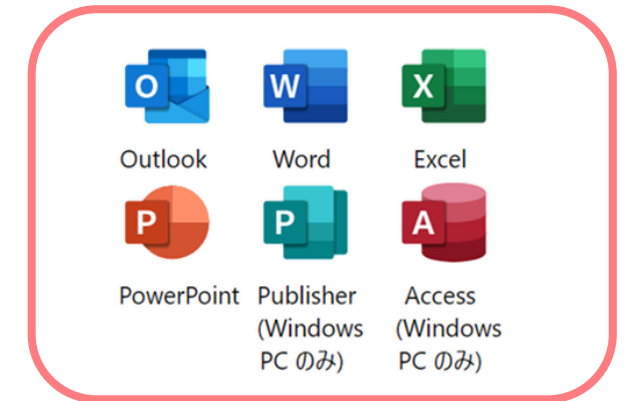 O W X
Outlook Word Excel
P P A
PowerPoint Publisher Access
(Windows (Windows
PC のみ) PC のみ)